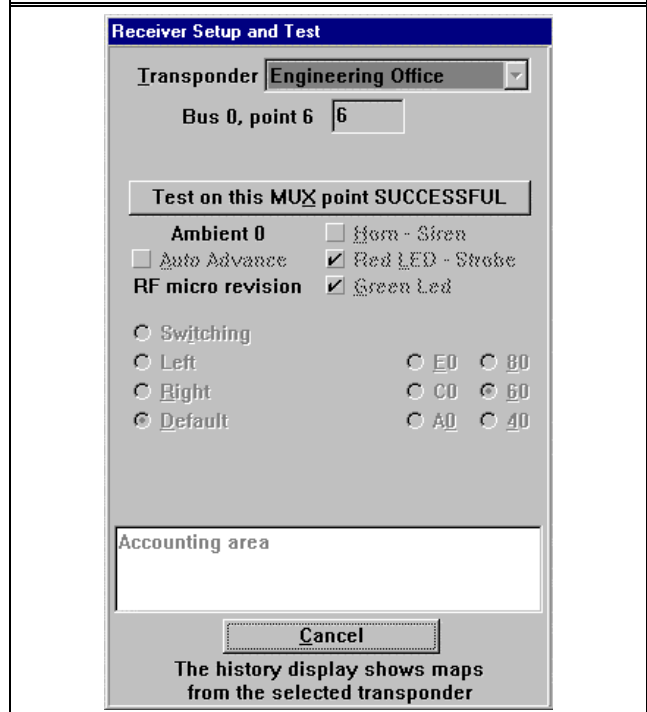 Receiver Setup and Test
Transponder Engineering Office
Bus 0, point 6 6
Test on this MUX point SUCCESSFUL
Ambient 0 Horn - Siren
Auto Advance Red LED - Strobe
RF micro revision Green Led
Switching
Left E0 80
Right C0 60
Default A0 40
Accounting area
Cancel
The history display shows maps
from the selected transponder